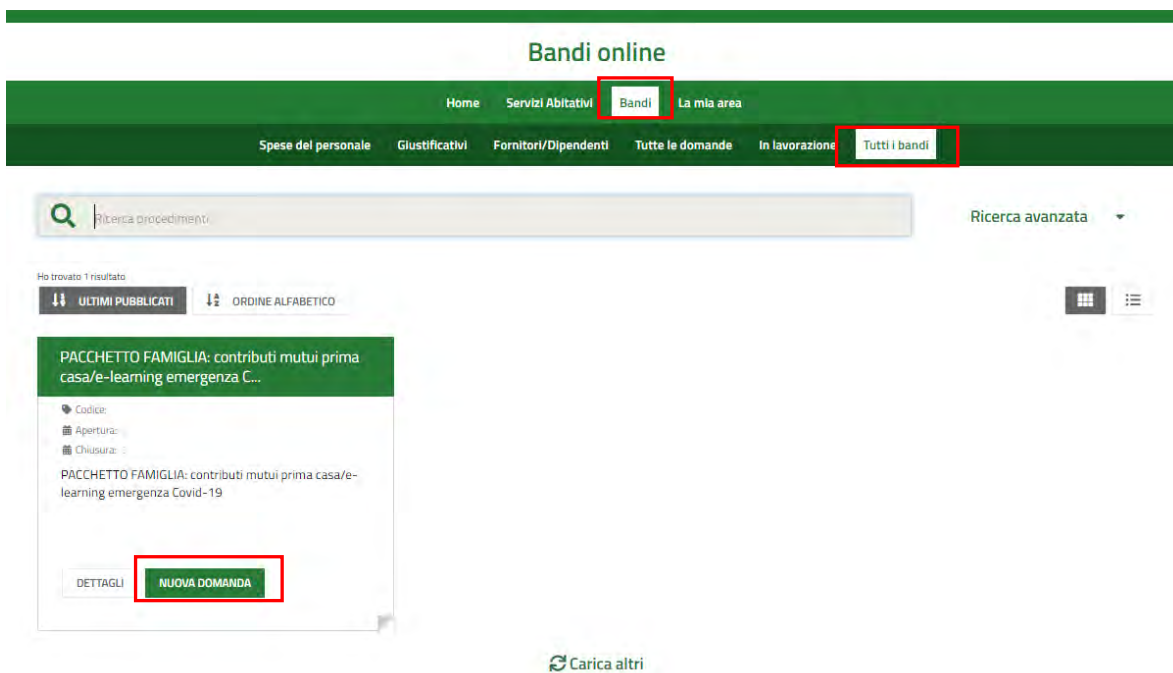 Bandi online
Home Servizi Abitativi Bandi La mia area
Spese del personale Giustificativi Fornitori/Dipendenti Tutte le domande In lavorazione Tutti i bandi
Ricerca procedimenti
Ricerca avanzata
Ho trovato 1 risultato
ULTIMI PUBBLICATI ORDINE ALFABETICO
PACCHETTO FAMIGLIA: contributi mutui prima
casa/e-learning emergenza C...
Codice:
Apertura:
Chiusura:
PACCHETTO FAMIGLIA: contributi mutui prima casa/e-
learning emergenza Covid-19
DETTAGLI NUOVA DOMANDA
Carica altri